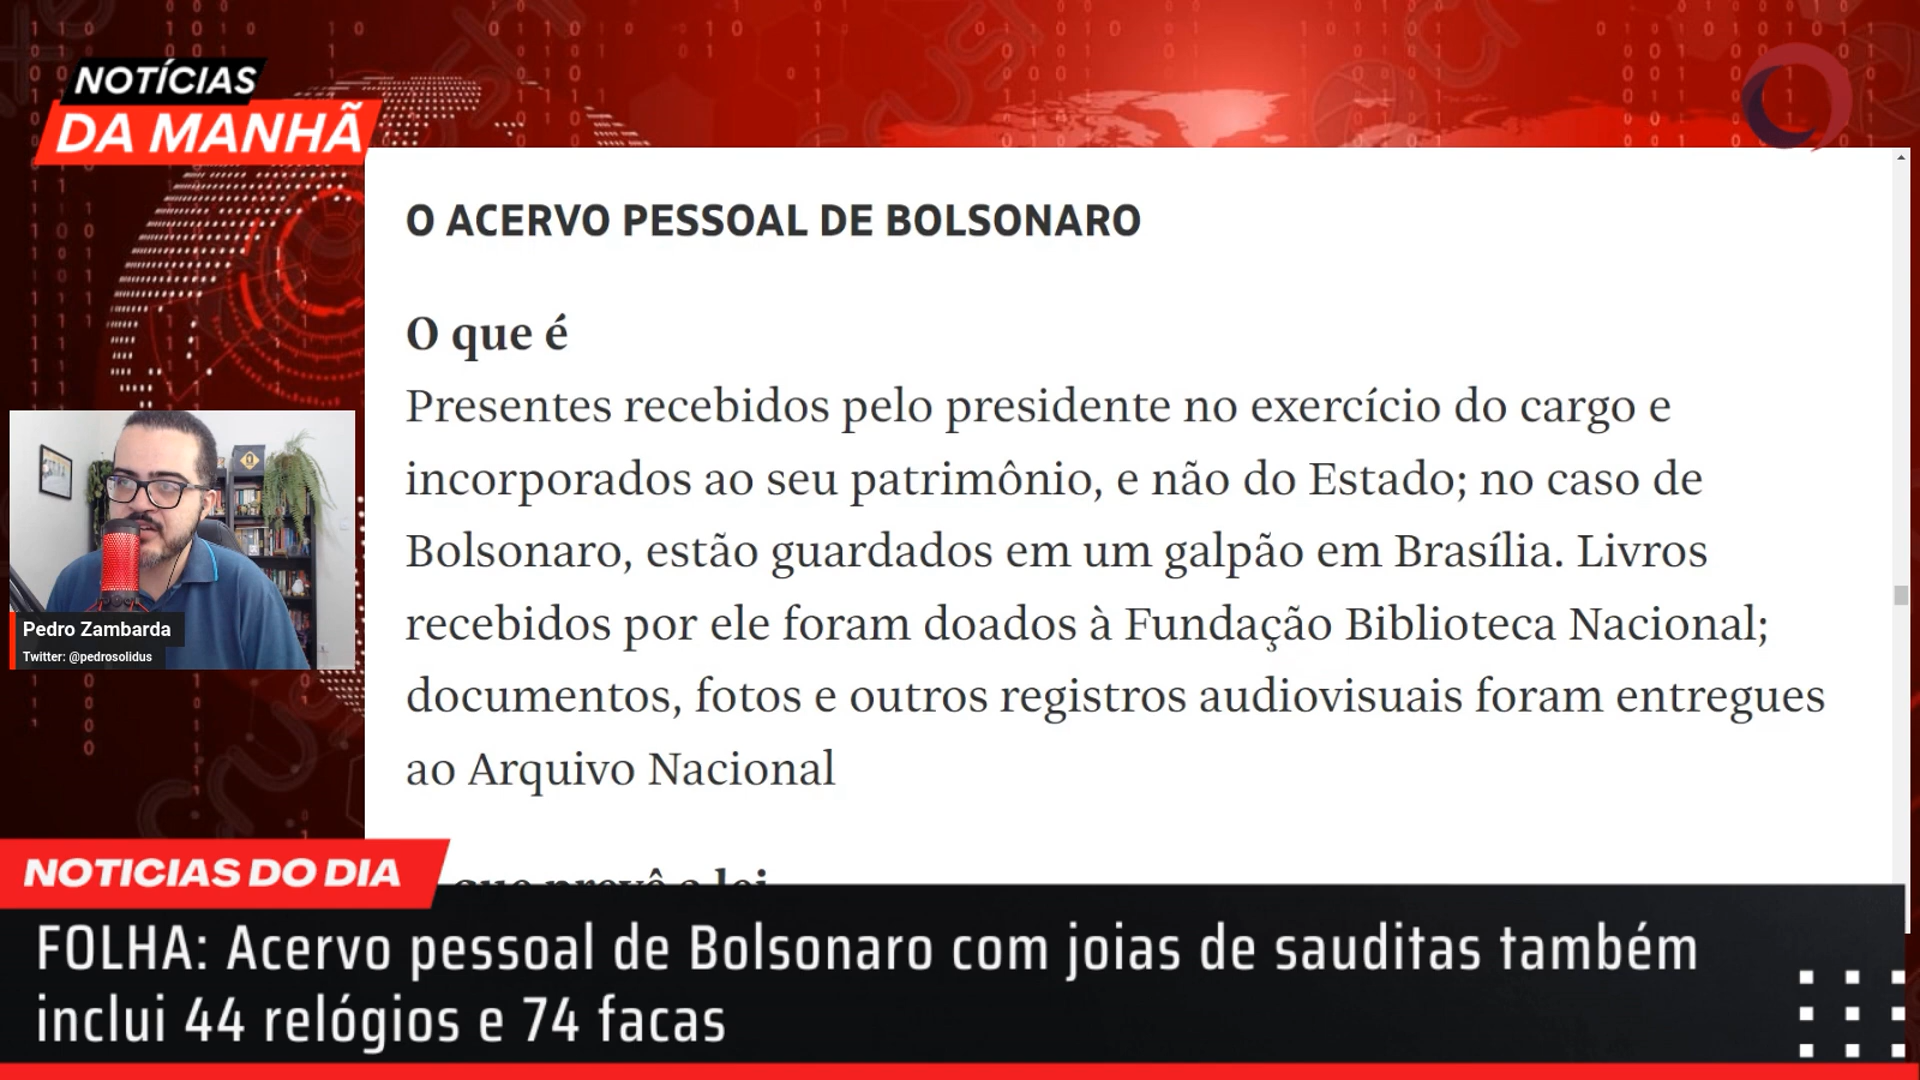 NOTÍCIAS
DA MANHÃ
O ACERVO PESSOAL DE BOLSONARO
O que é
Presentes recebidos pelo presidente no exercício do cargo e
incorporados ao seu patrimônio, e não do Estado; no caso de
Bolsonaro, estão guardados em um galpão em Brasília. Livros
recebidos por ele foram doados à Fundação Biblioteca Nacional;
documentos, fotos e outros registros audiovisuais foram entregues
ao Arquivo Nacional
que prevê a lei
Pedro Zambarda
Twitter: @pedrosolidus
NOTICIAS DO DIA
FOLHA: Acervo pessoal de Bolsonaro com joias de sauditas também
inclui 44 relógios e 74 facas